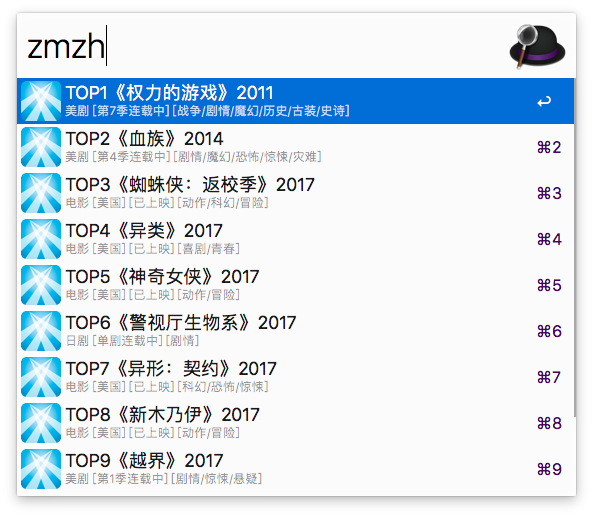 zmzh
TOP1《权力的游戏》2011
美剧 [第7季连载中][战争/剧情/魔幻/历史/古装/史诗]
↩
TOP2《血族》2014
美剧 [第4季连载中][剧情/魔幻/恐怖/惊悚/灾难]
⌘2
TOP3《蜘蛛侠：返校季》2017
电影 [美国][已上映][动作/科幻/冒险]
⌘3
TOP4《异类》2017
电影 [美国][已上映][喜剧/青春]
⌘4
TOP5《神奇女侠》2017
电影 [美国][已上映][动作/冒险]
⌘5
TOP6《警视厅生物系》2017
日剧 [单剧连载中][剧情]
⌘6
TOP7《异形：契约》2017
电影 [美国][已上映][科幻/恐怖/惊悚]
⌘7
TOP8《新木乃伊》2017
电影 [美国][已上映][动作/冒险]
⌘8
TOP9《越界》2017
美剧 [第1季连载中][剧情/惊悚/悬疑]
⌘9